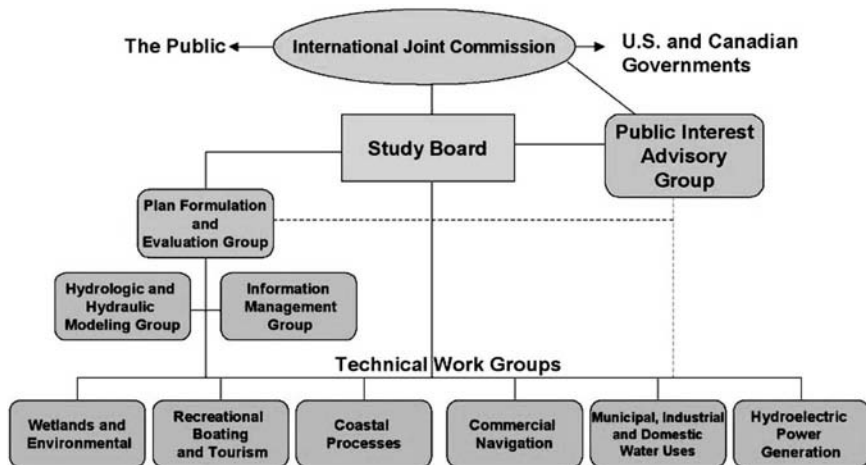 The Public
International Joint Commission
U.S. and Canadian
Governments
Study Board
Public Interest
Advisory
Group
Plan Formulation
and
Evaluation Group
Hydrologic and
Hydraulic
Modeling Group
Information
Management
Group
Technical Work Groups
Wetlands and
Environmental
Recreational
Boating
and Tourism
Coastal
Processes
Commercial
Navigation
Municipal, Industrial
and Domestic
Water Uses
Hydroelectric
Power
Generation